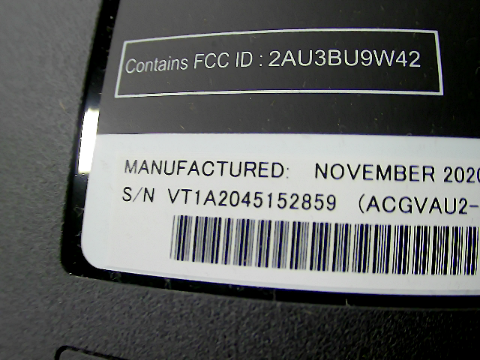 Contains FCC ID : 2AU3BU9W42
MANUFACTURED: NOVEMBER 2020
S/N VT1A2045152859 (ACGVAU2-